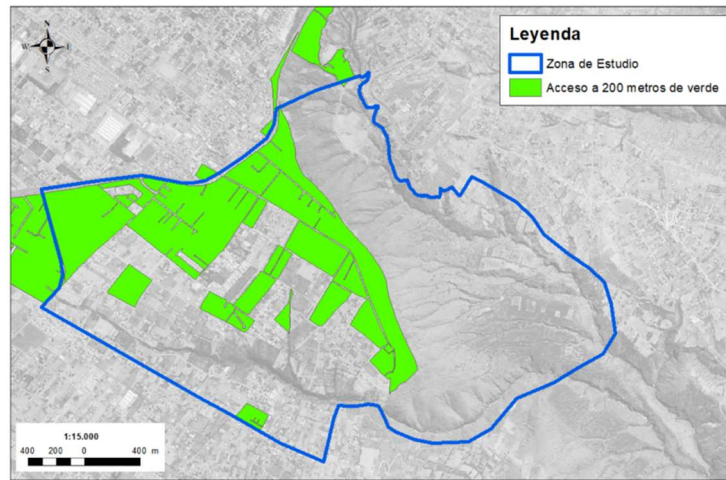 N
W E
S
Leyenda
Zona de Estudio
Acceso a 200 metros de verde
1:15.000
400 200 0 400 m